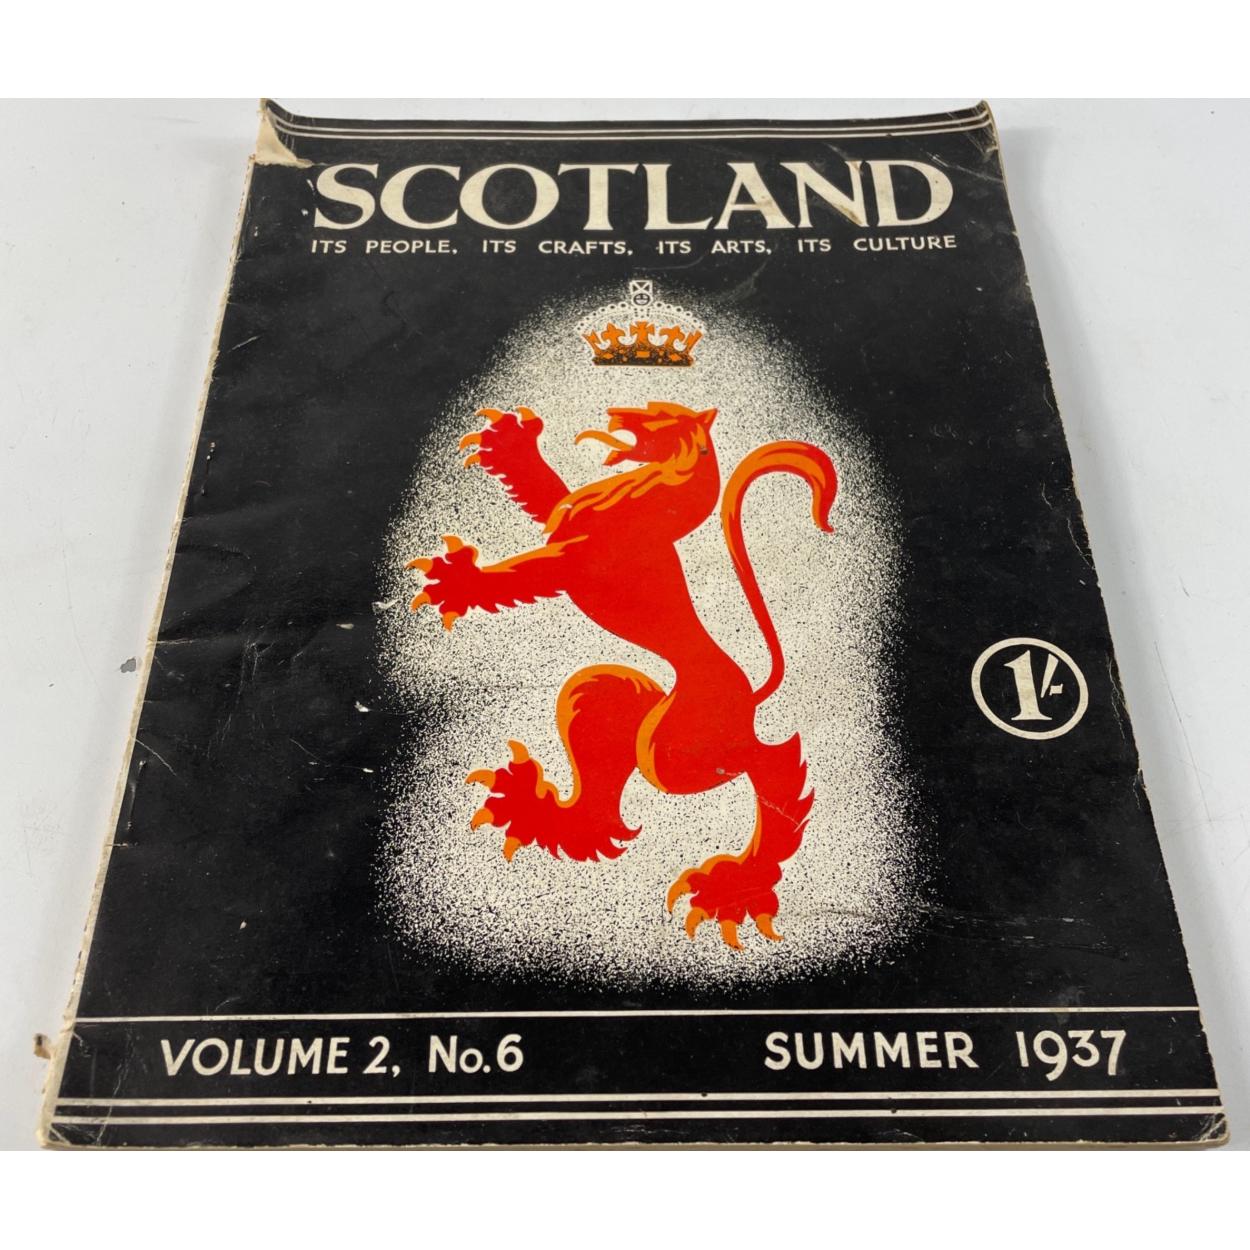 SCOTLAND
ITS PEOPLE, ITS CRAFTS, ITS ARTS, ITS CULTURE
1/-
VOLUME 2, No. 6 SUMMER 1937